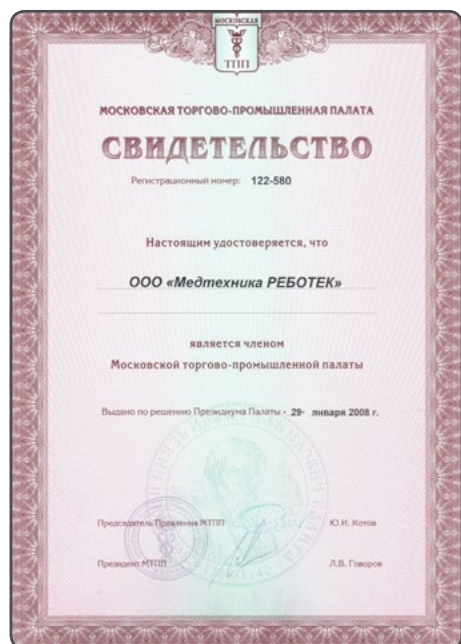 МОСКОВСКАЯ
ТПП
МОСКОВСКАЯ ТОРГОВО-ПРОМЫШЛЕННАЯ ПАЛАТА
СВИДЕТЕЛЬСТВО
Регистрационный номер: 122-580
Настоящим удостоверяется, что
ООО «Медтехника РЕБОТЕК»
является членом
Московской торгово-промышленной палаты
Выдано по решению Президиума Палаты « 29 » января 2008 г.
Председатель Правления МТПП Ю.И. Котов
Президент МТПП Л.В. Говоров